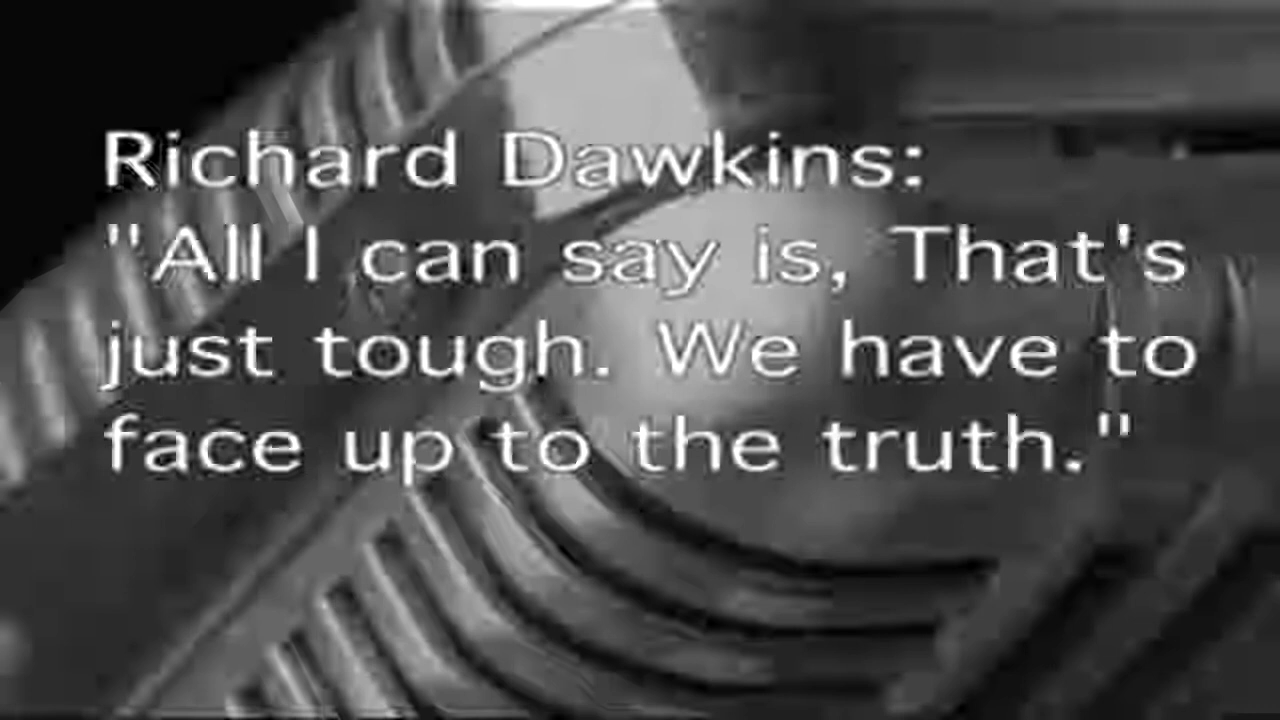 Richard Dawkins:
"All I can say is, That's
just tough. We have to
face up to the truth."